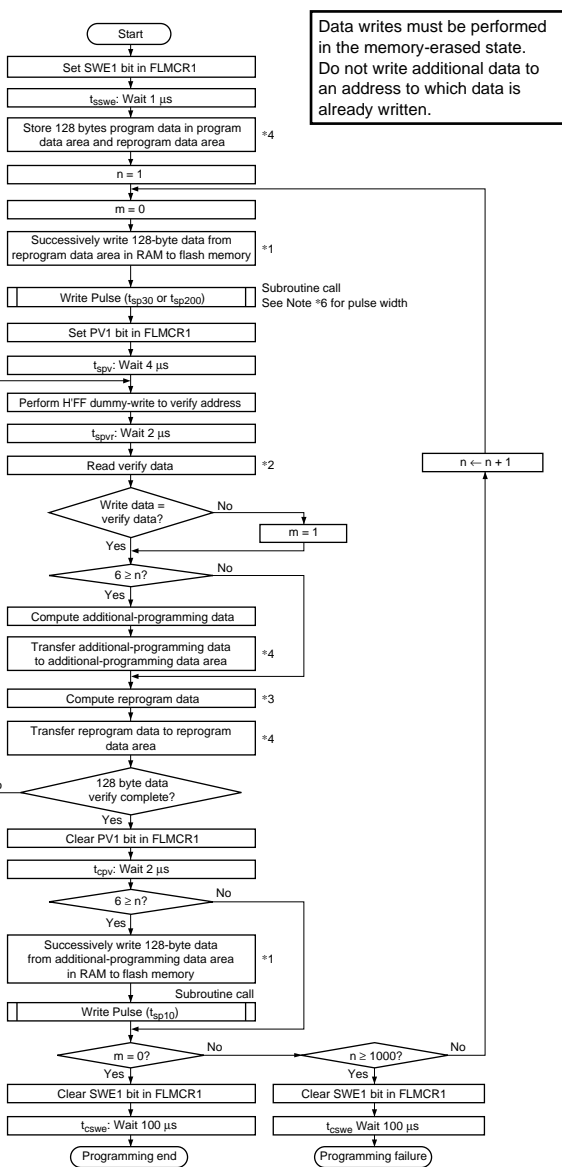 Start
Data writes must be performed
in the memory-erased state.
Do not write additional data to
an address to which data is
already written.
Set SWE1 bit in FLMCR1
tsswe: Wait 1 μs
Store 128 bytes program data in program
data area and reprogram data area
*4
n = 1
m = 0
Successively write 128-byte data from
reprogram data area in RAM to flash memory
*1
Write Pulse (tsp30 or tsp200)
Subroutine call
See Note *6 for pulse width
Set PV1 bit in FLMCR1
tspv: Wait 4 μs
Perform H'FF dummy-write to verify address
tspvr: Wait 2 μs
Read verify data
*2
n ← n + 1
Write data =
verify data?
No
m = 1
Yes
6 ≥ n?
No
Yes
Compute additional-programming data
Transfer additional-programming data
to additional-programming data area
*4
Compute reprogram data
*3
Transfer reprogram data to reprogram
data area
*4
128 byte data
verify complete?
Yes
Clear PV1 bit in FLMCR1
tcpv: Wait 2 μs
6 ≥ n?
No
Yes
Successively write 128-byte data
from additional-programming data area
in RAM to flash memory
*1
Subroutine call
Write Pulse (tsp10)
m = 0?
No
n ≥ 1000?
No
Yes
Yes
Clear SWE1 bit in FLMCR1
Clear SWE1 bit in FLMCR1
tcswe: Wait 100 μs
tcswe Wait 100 μs
Programming end
Programming failure